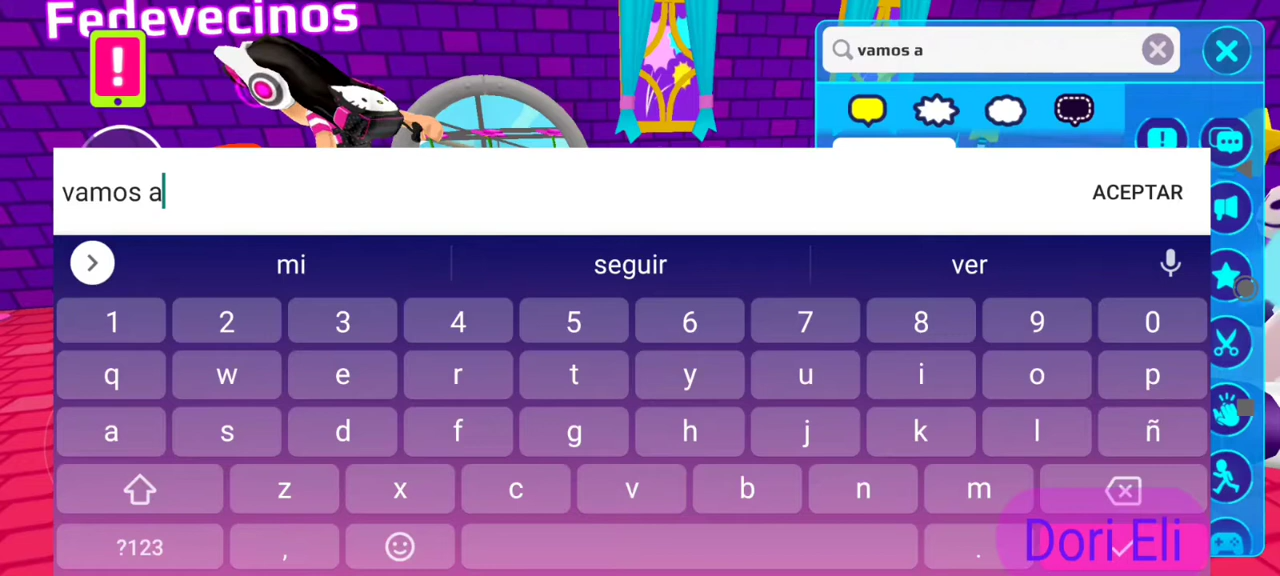 Fedevecinos
!
vamos a
vamos a
ACEPTAR
mi seguir ver
1 2 3 4 5 6 7 8 9 0
q w e r t y u i o p
a s d f g h j k l ñ
z x c v b n m
?123 , .
Dori Eli